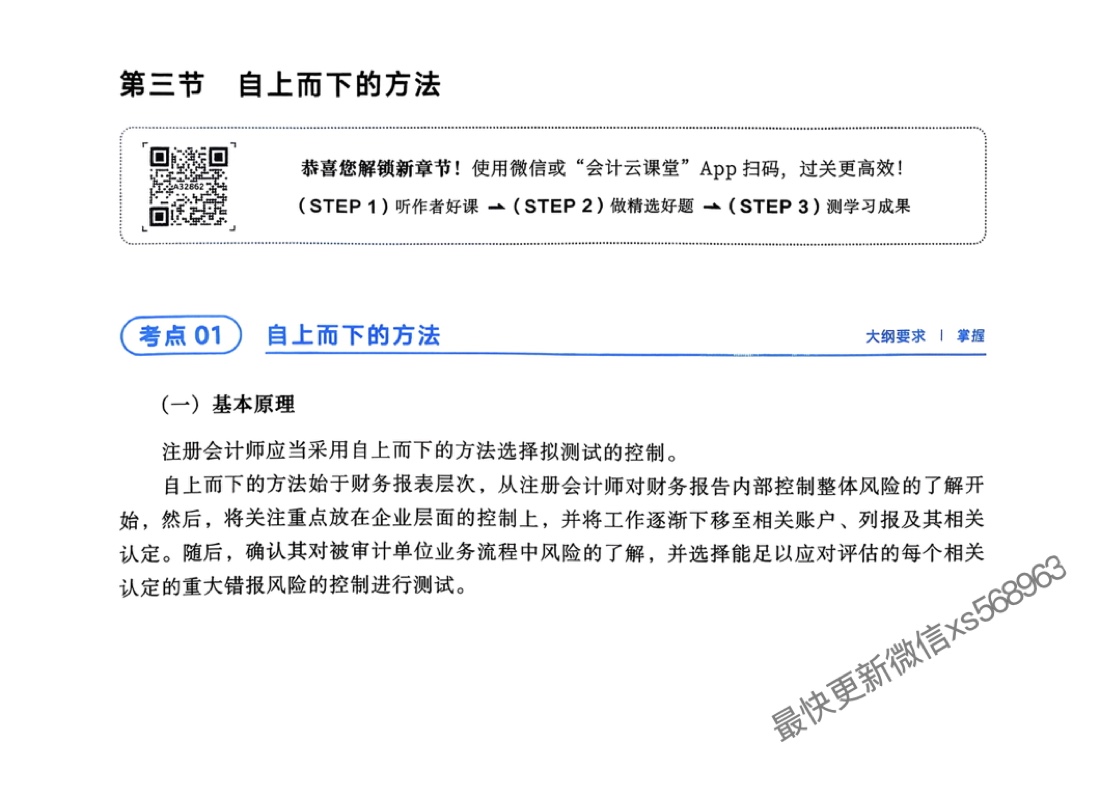 第三节 自上而下的方法
A32862
恭喜您解锁新章节！使用微信或“会计云课堂”App 扫码，过关更高效！
（STEP 1）听作者好课 ⇀（STEP 2）做精选好题 ⇀（STEP 3）测学习成果
考点 01 自上而下的方法 大纲要求 | 掌握
（一）基本原理
注册会计师应当采用自上而下的方法选择拟测试的控制。
自上而下的方法始于财务报表层次，从注册会计师对财务报告内部控制整体风险的了解开
始，然后，将关注重点放在企业层面的控制上，并将工作逐渐下移至相关账户、列报及其相关
认定。随后，确认其对被审计单位业务流程中风险的了解，并选择能足以应对评估的每个相关
认定的重大错报风险的控制进行测试。
最快更新微信xs568963